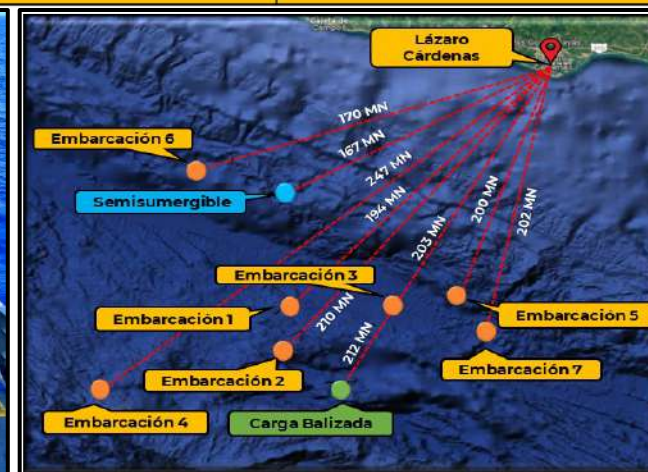 Lázaro
Cárdenas
170 MN
Embarcación 6
167 MN
247 MN
Semisumergible
194 MN
200 MN
202 MN
203 MN
Embarcación 3
Embarcación 1
210 MN
Embarcación 5
212 MN
Embarcación 2
Embarcación 7
Embarcación 4
Carga Balizada